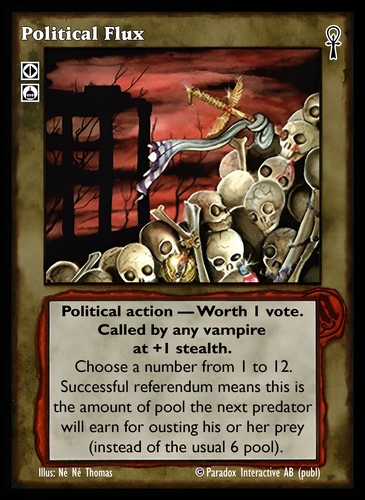 Political Flux
Political action — Worth 1 vote.
Called by any vampire
at +1 stealth.
Choose a number from 1 to 12.
Successful referendum means this is
the amount of pool the next predator
will earn for ousting his or her prey
(instead of the usual 6 pool).
Illus: Né Né Thomas © Paradox Interactive AB (publ)